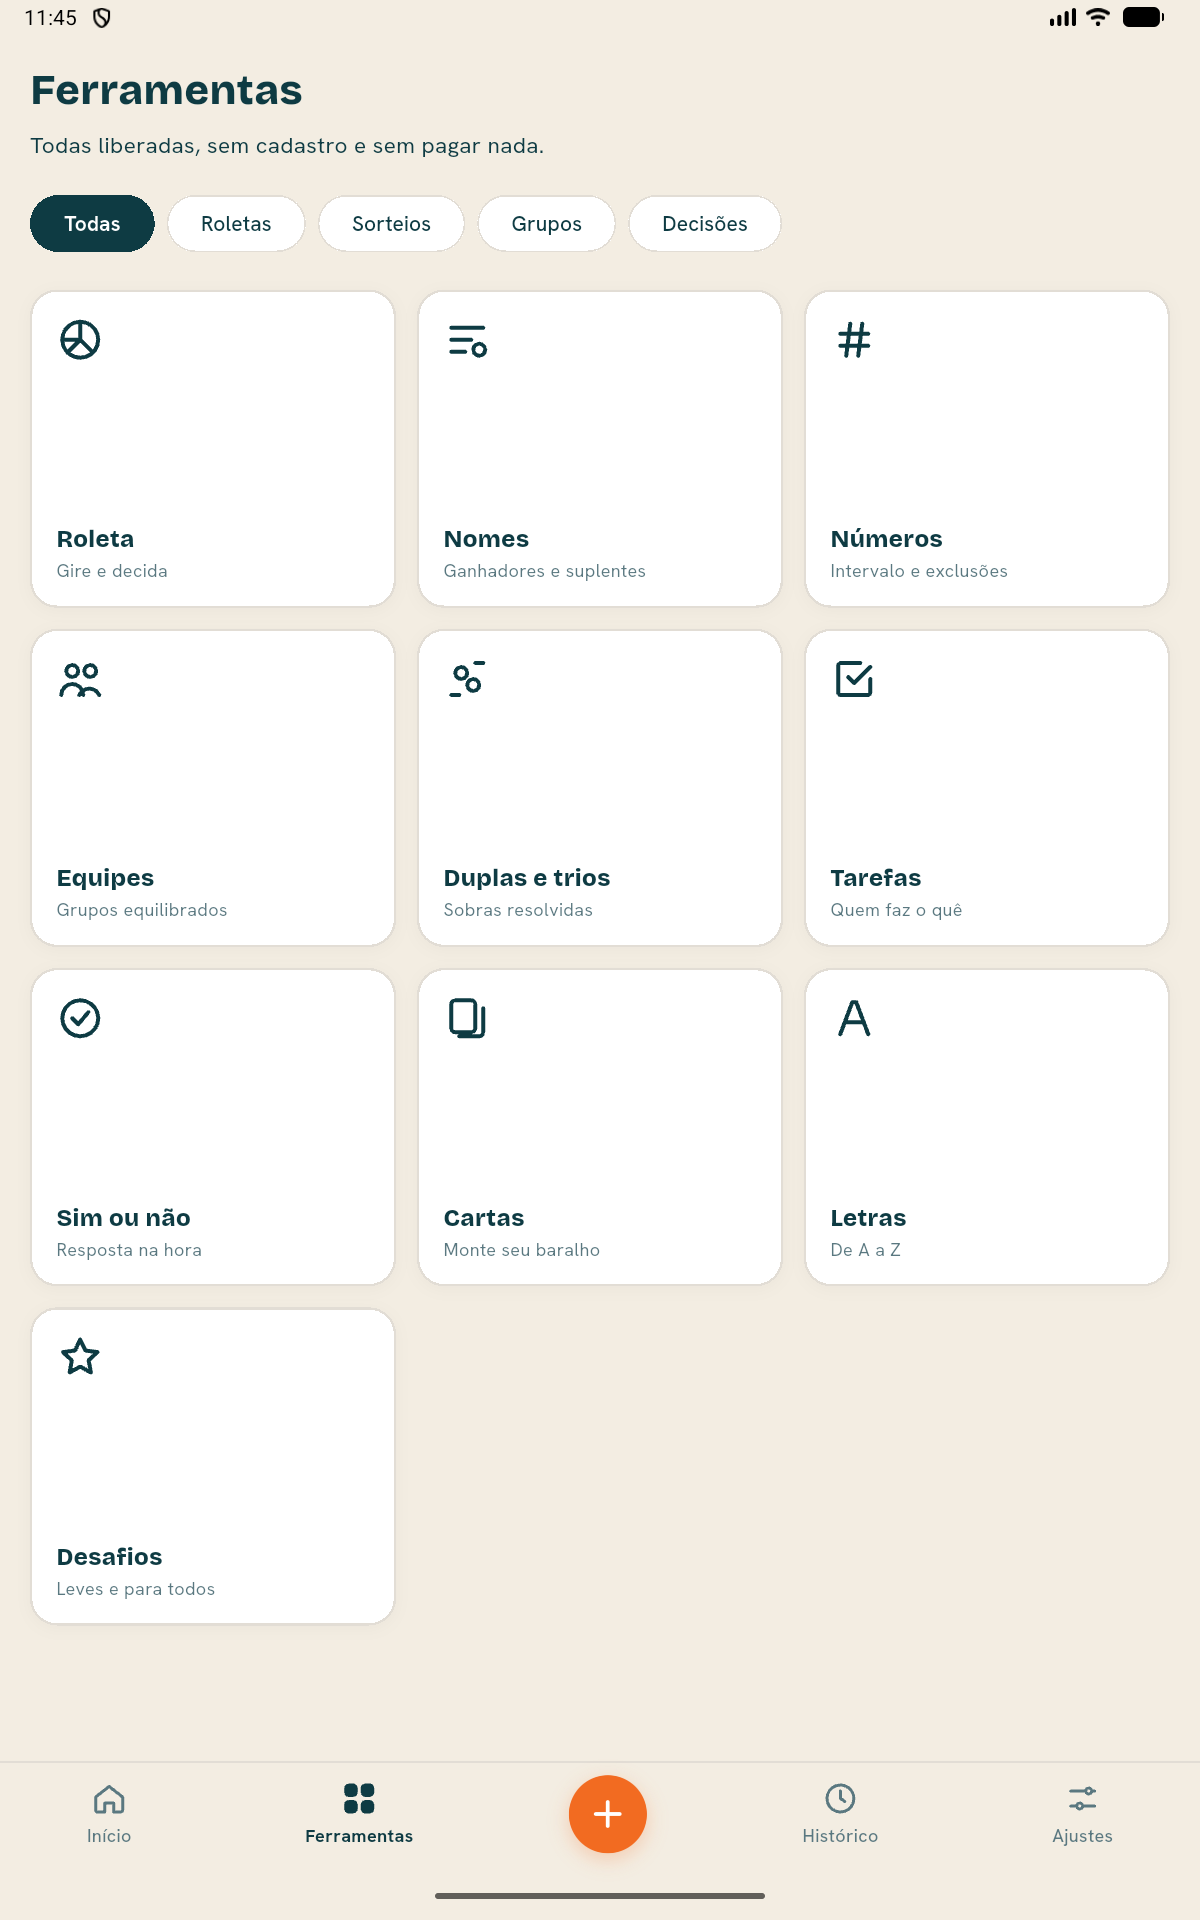 11:45
Ferramentas
Todas liberadas, sem cadastro e sem pagar nada.
Todas
Roletas
Sorteios
Grupos
Decisões
Roleta
Gire e decida
Nomes
Ganhadores e suplentes
Números
Intervalo e exclusões
Equipes
Grupos equilibrados
Duplas e trios
Sobras resolvidas
Tarefas
Quem faz o quê
Sim ou não
Resposta na hora
Cartas
Monte seu baralho
Letras
De A a Z
Desafios
Leves e para todos
Início
Ferramentas
Histórico
Ajustes